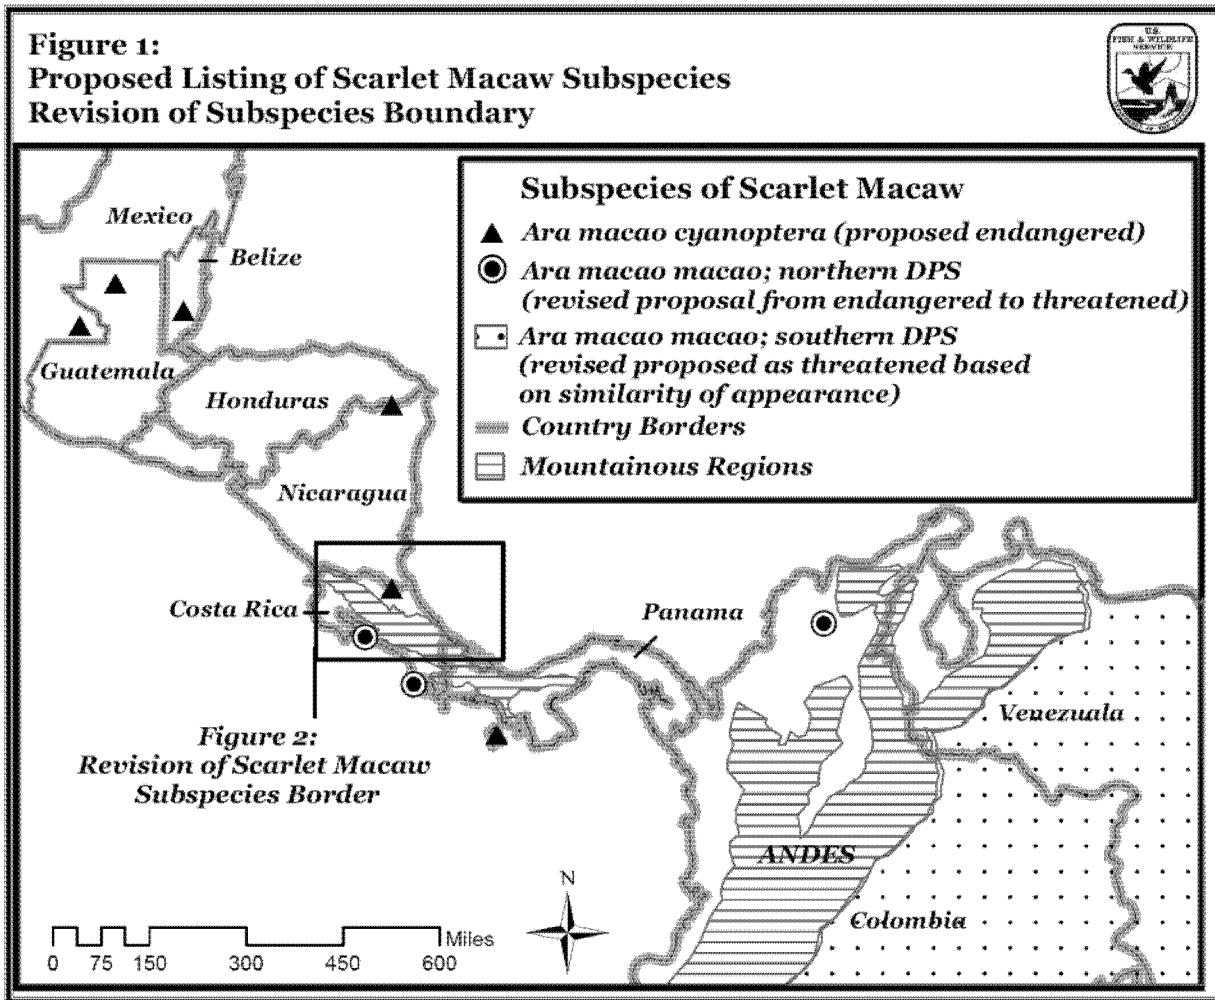 Figure 1:
Proposed Listing of Scarlet Macaw Subspecies
Revision of Subspecies Boundary
U.S.
FISH & WILDLIFE
SERVICE
Subspecies of Scarlet Macaw
Ara macao cyanoptera (proposed endangered)
Ara macao macao; northern DPS
(revised proposal from endangered to threatened)
Ara macao macao; southern DPS
(revised proposed as threatened based
on similarity of appearance)
Country Borders
Mountainous Regions
Mexico
Belize
Guatemala
Honduras
Nicaragua
Costa Rica
Panama
Venezuala
Figure 2:
Revision of Scarlet Macaw
Subspecies Border
ANDES
Colombia
N
Miles
0 75 150 300 450 600